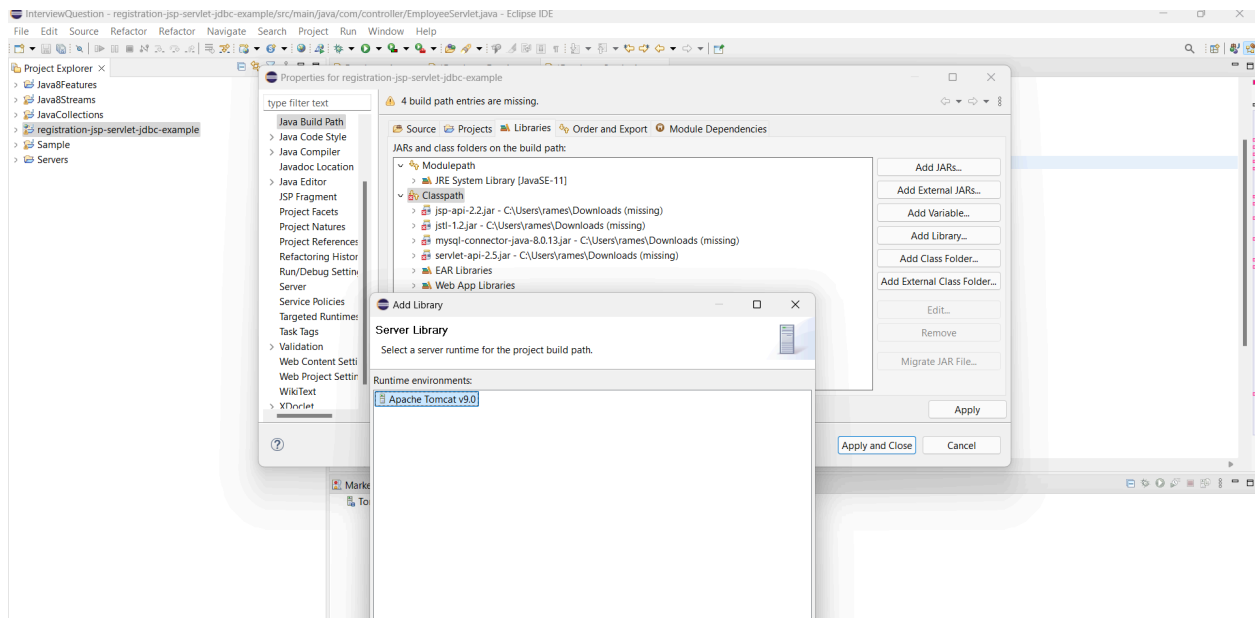 InterviewQuestion - registration-jsp-servlet-jdbc-example/src/main/java/com/controller/EmployeeServlet.java - Eclipse IDE
File Edit Source Refactor Refactor Navigate Search Project Run Window Help
Project Explorer
Java8Features
Java8Streams
JavaCollections
registration-jsp-servlet-jdbc-example
Sample
Servers
Properties for registration-jsp-servlet-jdbc-example
type filter text
Java Build Path
Java Code Style
Java Compiler
Javadoc Location
Java Editor
JSP Fragment
Project Facets
Project Natures
Project References
Refactoring Histor
Run/Debug Settin
Server
Service Policies
Targeted Runtimes
Task Tags
Validation
Web Content Setti
Web Project Settin
WikiText
XDoclet
4 build path entries are missing.
Source Projects Libraries Order and Export Module Dependencies
JARs and class folders on the build path:
Modulepath
JRE System Library [JavaSE-11]
Classpath
jsp-api-2.2.jar - C:\Users\rames\Downloads (missing)
jstl-1.2.jar - C:\Users\rames\Downloads (missing)
mysql-connector-java-8.0.13.jar - C:\Users\rames\Downloads (missing)
servlet-api-2.5.jar - C:\Users\rames\Downloads (missing)
EAR Libraries
Web App Libraries
Add JARs...
Add External JARs...
Add Variable...
Add Library...
Add Class Folder...
Add External Class Folder...
Edit...
Remove
Migrate JAR File...
Apply
Apply and Close Cancel
Add Library
Server Library
Select a server runtime for the project build path.
Runtime environments:
Apache Tomcat v9.0
Marke
To